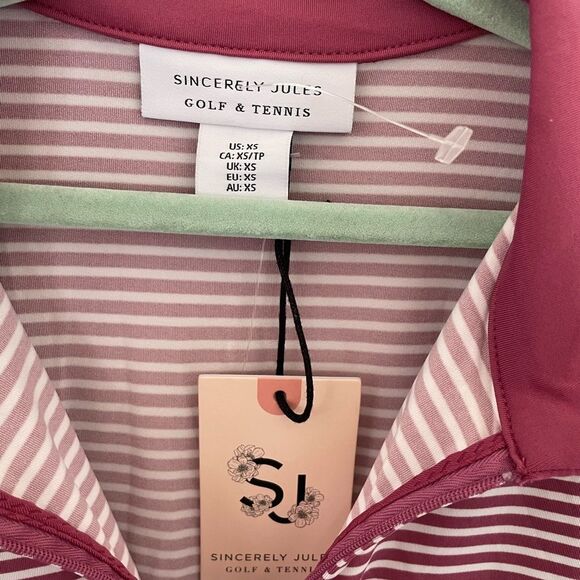 SINCERELY JULES
GOLF & TENNIS
US: XS
CA: XS/TP
UK: XS
EU: XS
AU: XS
SJ
SINCERELY JULES
GOLF & TENNIS